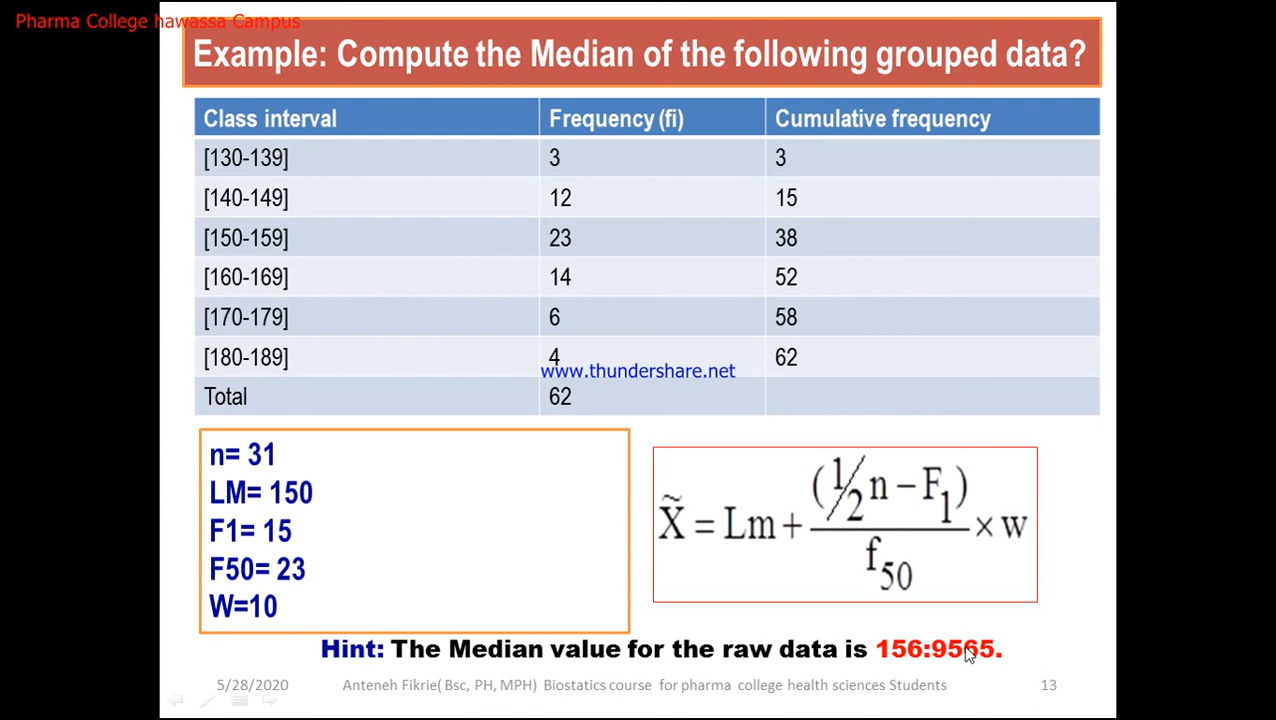 Pharma College hawassa Campus
Example: Compute the Median of the following grouped data?
Class interval Frequency (fi) Cumulative frequency
[130-139] 3 3
[140-149] 12 15
[150-159] 23 38
[160-169] 14 52
[170-179] 6 58
[180-189] 4 62
www.thundershare.net
Total 62
n= 31
LM= 150
F1= 15
F50= 23
W=10
X̃ = Lm + (½n − F₁) / f₅₀ × w
Hint: The Median value for the raw data is 156:9565.
5/28/2020 Anteneh Fikrie( Bsc, PH, MPH) Biostatics course for pharma college health sciences Students 13